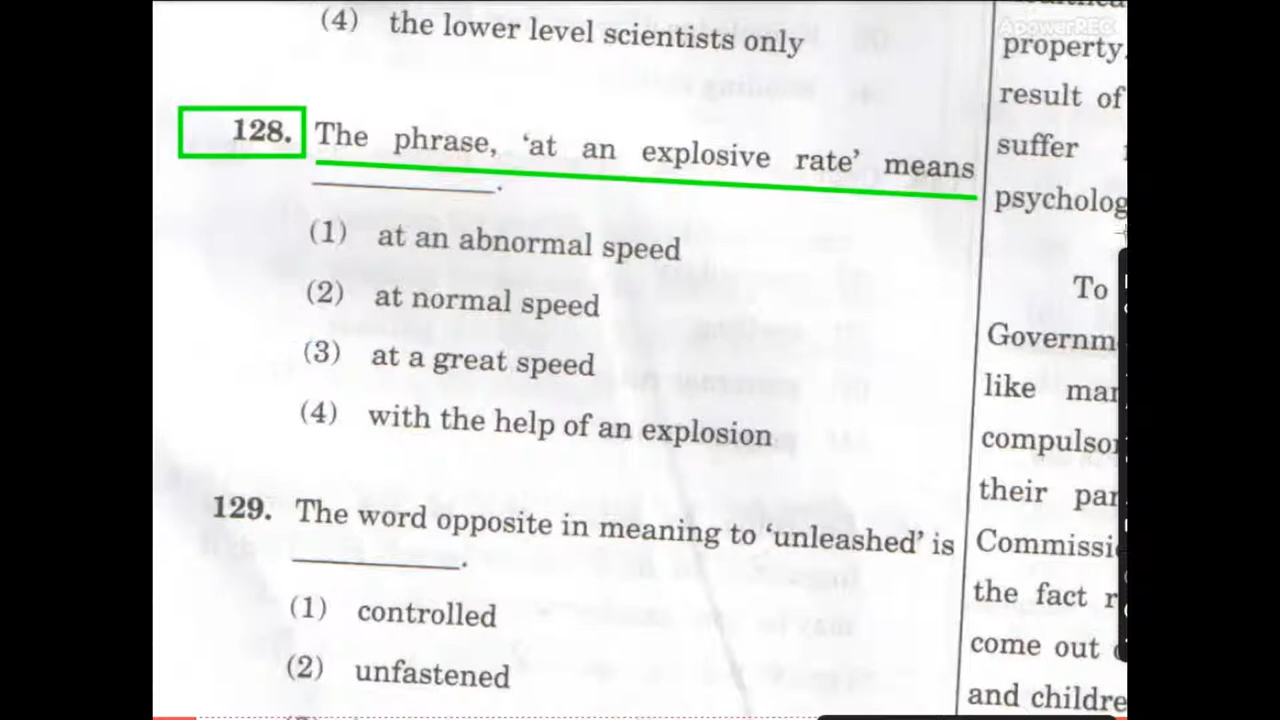 (4) the lower level scientists only
128. The phrase, ‘at an explosive rate’ means
__________.
(1) at an abnormal speed
(2) at normal speed
(3) at a great speed
(4) with the help of an explosion
129. The word opposite in meaning to ‘unleashed’ is
__________.
(1) controlled
(2) unfastened
ApowerREC
property.
result of
suffer
psycholog
To
Governm
like mar
compulsor
their par
Commissi
the fact r
come out
and childre